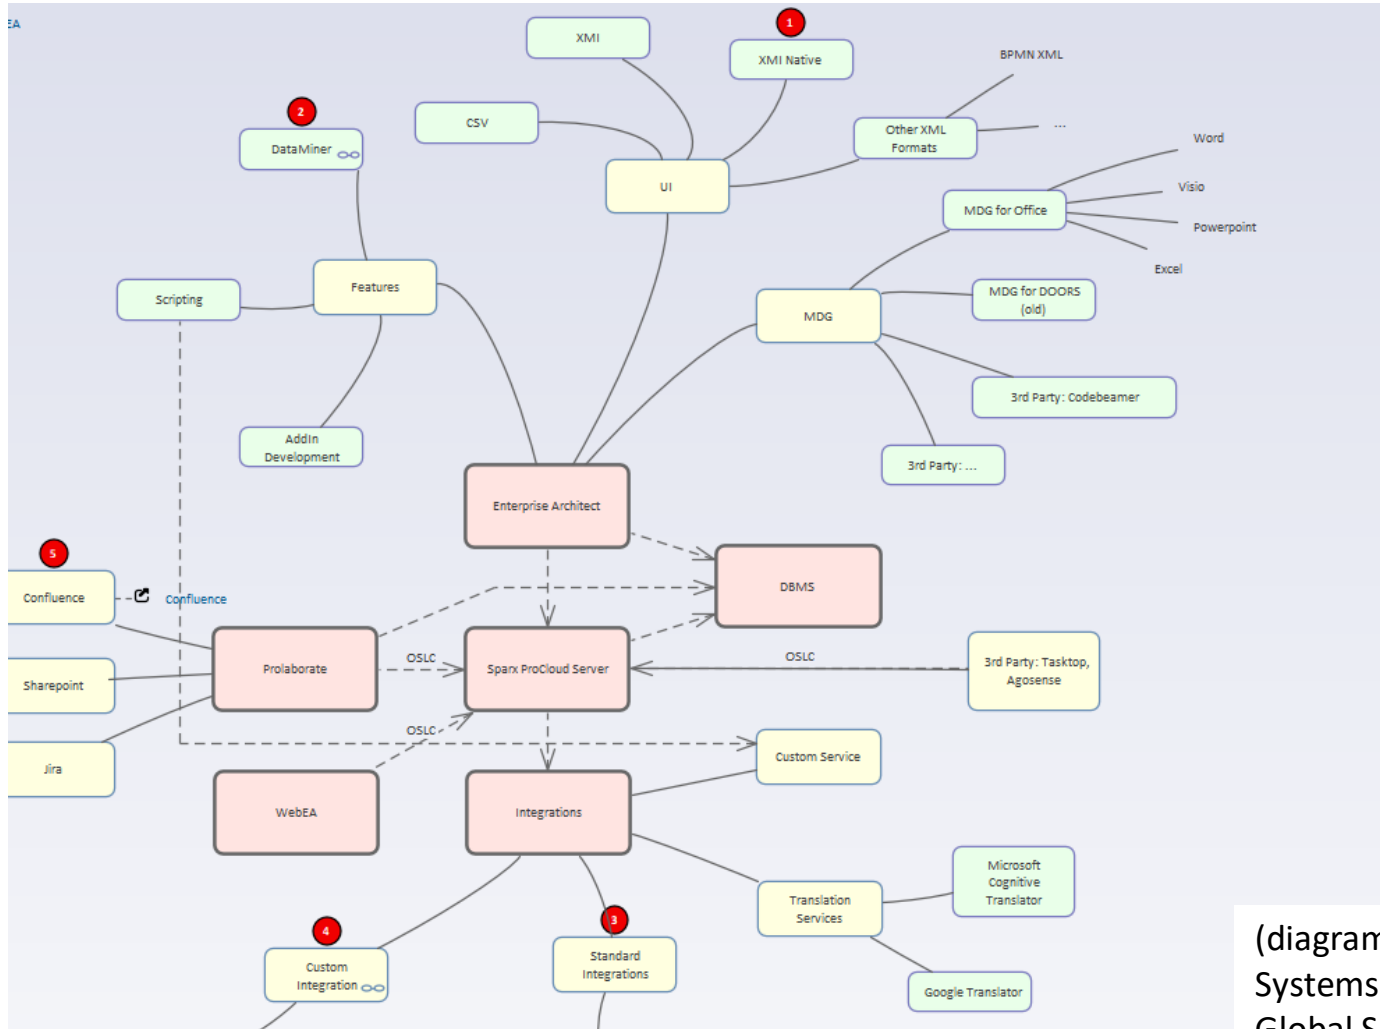 EA
XMI
1
XMI Native
BPMN XML
CSV
Other XML
Formats
...
2
DataMiner
Word
UI
Visio
MDG for Office
Powerpoint
Excel
Features
Scripting
MDG for DOORS
(old)
MDG
3rd Party: Codebeamer
AddIn
Development
3rd Party: ...
Enterprise Architect
5
DBMS
Confluence
Confluence
OSLC
OSLC
Prolaborate
Sparx ProCloud Server
3rd Party: Tasktop,
Agosense
Sharepoint
OSLC
Jira
Custom Service
WebEA
Integrations
Microsoft
Cognitive
Translator
Translation
Services
4
3
Custom
Integration
Standard
Integrations
Google Translator
(diagram
Systems
Global S